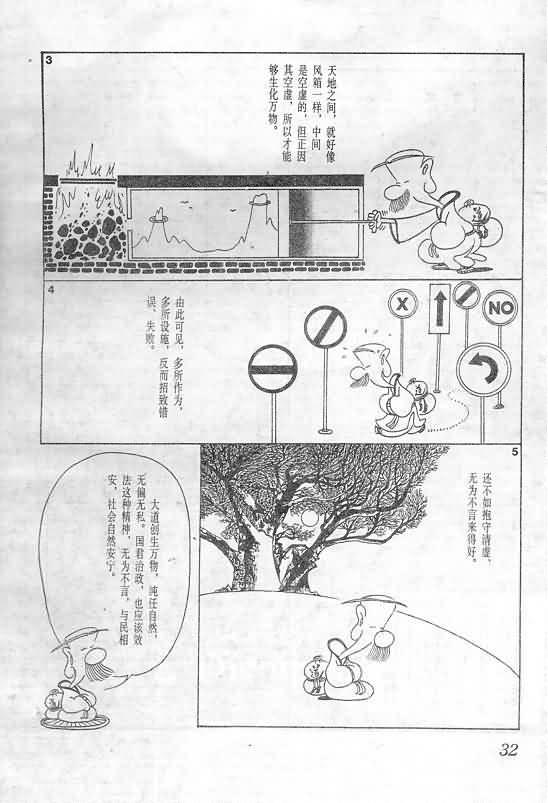 3
天地之间，就好像
风箱一样，中间
是空虚的，但正因
其空虚，所以才能
够生化万物。
4
由此可见，多所作为，
多所设施，反而招致错
误、失败。
X
NO
5
还不如抱守清虚、
无为不言来得好。
大道创生万物，纯任自然，
无偏无私。国君治政，也应该效
法这种精神，无为不言，与民相
安，社会自然安宁。
32